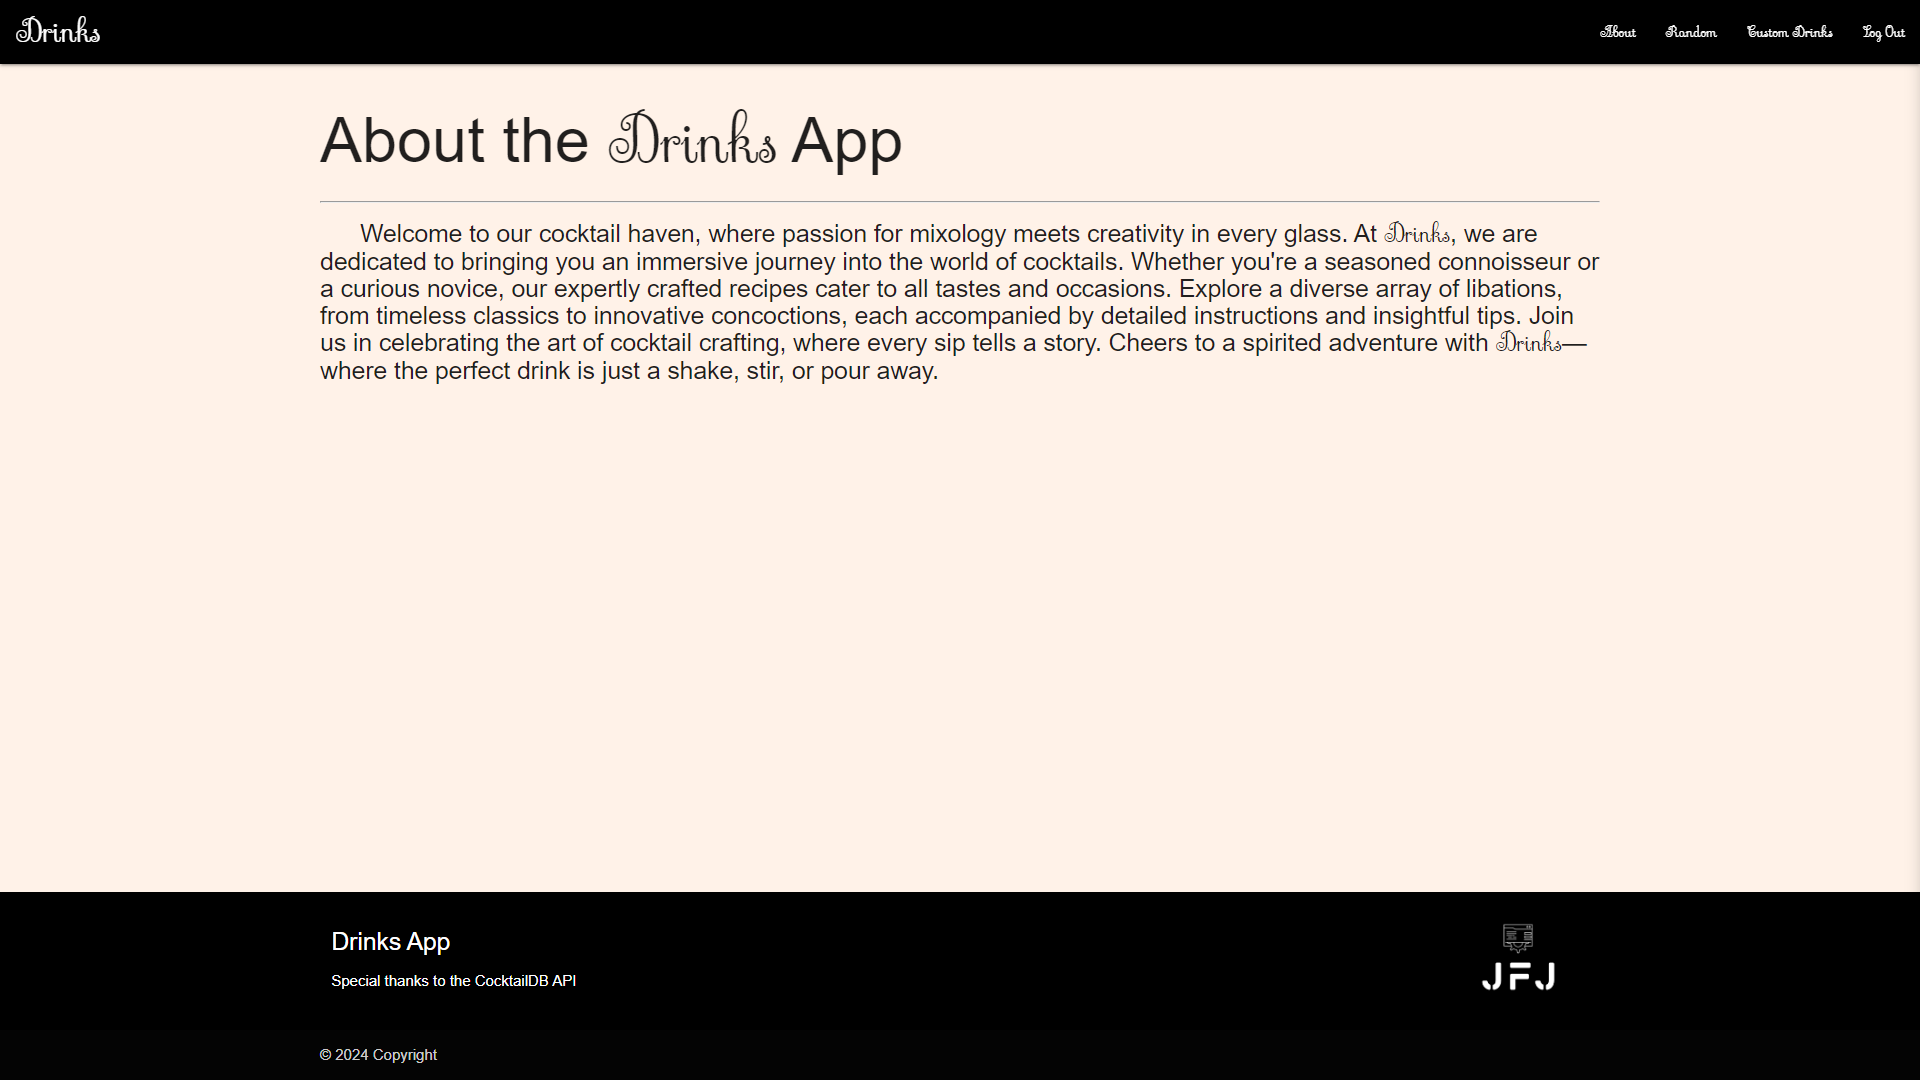 Drinks
About Random Custom Drinks Log Out
About the Drinks App
Welcome to our cocktail haven, where passion for mixology meets creativity in every glass. At Drinks, we are
dedicated to bringing you an immersive journey into the world of cocktails. Whether you're a seasoned connoisseur or
a curious novice, our expertly crafted recipes cater to all tastes and occasions. Explore a diverse array of libations,
from timeless classics to innovative concoctions, each accompanied by detailed instructions and insightful tips. Join
us in celebrating the art of cocktail crafting, where every sip tells a story. Cheers to a spirited adventure with Drinks—
where the perfect drink is just a shake, stir, or pour away.
Drinks App
Special thanks to the CocktailDB API
JFJ
© 2024 Copyright